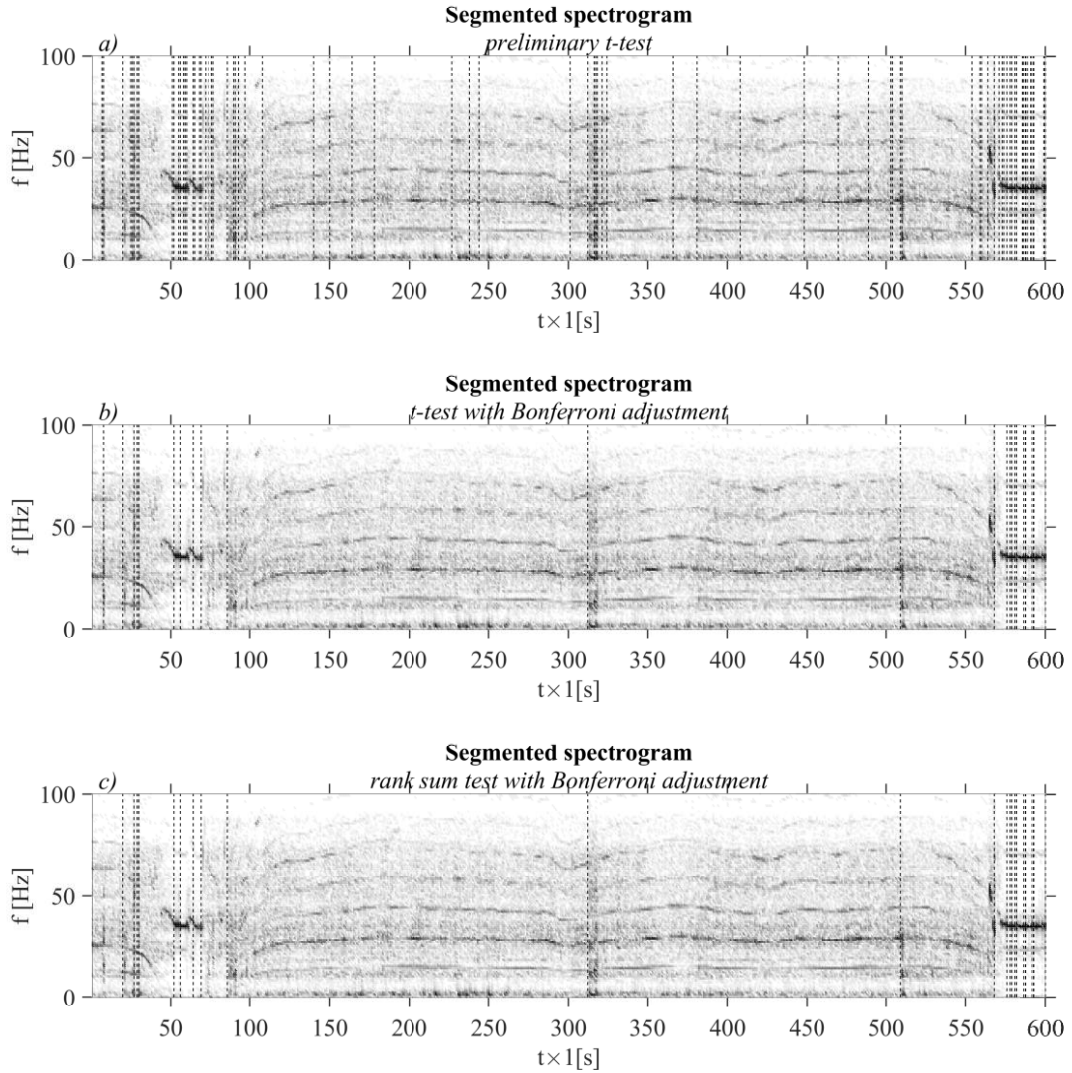 Segmented spectrogram
a)
preliminary t-test
100
50
0
f [Hz]
50 100 150 200 250 300 350 400 450 500 550 600
t×1[s]
Segmented spectrogram
b)
t-test with Bonferroni adjustment
100
50
0
f [Hz]
50 100 150 200 250 300 350 400 450 500 550 600
t×1[s]
Segmented spectrogram
c)
rank sum test with Bonferroni adjustment
100
50
0
f [Hz]
50 100 150 200 250 300 350 400 450 500 550 600
t×1[s]